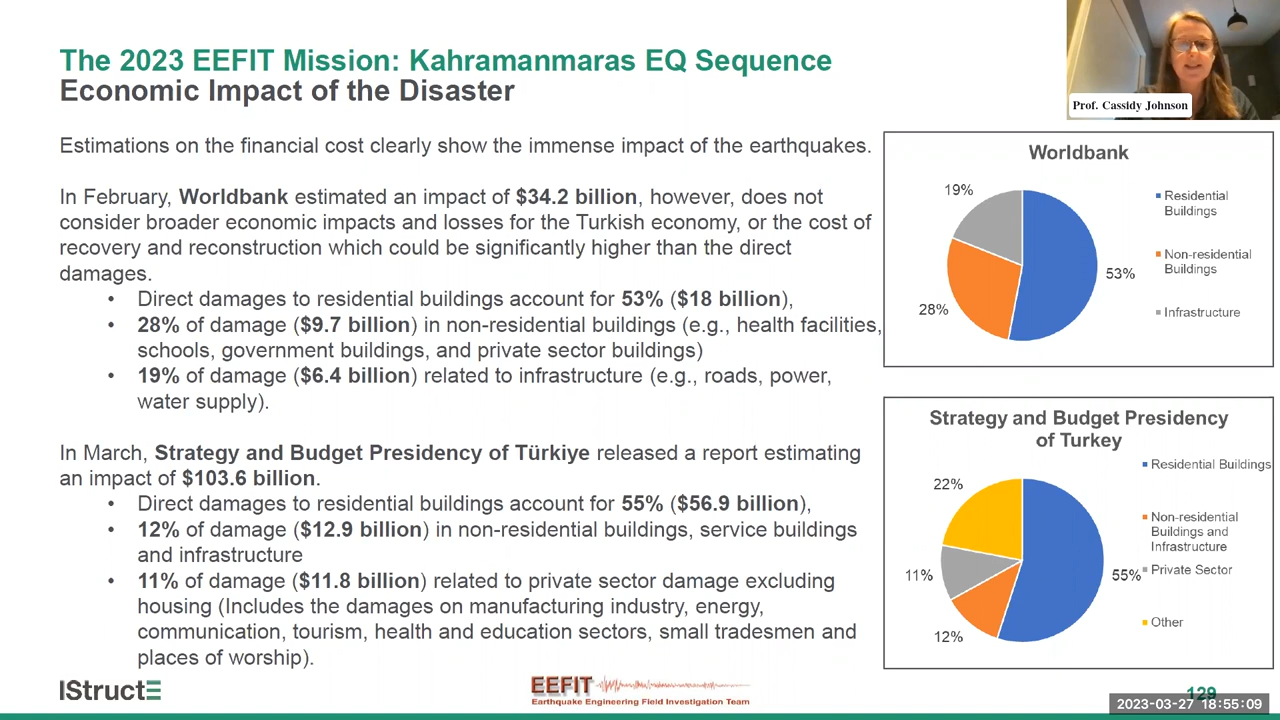 The 2023 EEFIT Mission: Kahramanmaras EQ Sequence
Economic Impact of the Disaster
Prof. Cassidy Johnson
Estimations on the financial cost clearly show the immense impact of the earthquakes.
In February, Worldbank estimated an impact of $34.2 billion, however, does not
consider broader economic impacts and losses for the Turkish economy, or the cost of
recovery and reconstruction which could be significantly higher than the direct
damages.
• Direct damages to residential buildings account for 53% ($18 billion),
• 28% of damage ($9.7 billion) in non-residential buildings (e.g., health facilities,
schools, government buildings, and private sector buildings)
• 19% of damage ($6.4 billion) related to infrastructure (e.g., roads, power,
water supply).
In March, Strategy and Budget Presidency of Türkiye released a report estimating
an impact of $103.6 billion.
• Direct damages to residential buildings account for 55% ($56.9 billion),
• 12% of damage ($12.9 billion) in non-residential buildings, service buildings
and infrastructure
• 11% of damage ($11.8 billion) related to private sector damage excluding
housing (Includes the damages on manufacturing industry, energy,
communication, tourism, health and education sectors, small tradesmen and
places of worship).
Worldbank
19%
53%
28%
Residential
Buildings
Non-residential
Buildings
Infrastructure
Strategy and Budget Presidency
of Turkey
22%
11%
12%
55%
Residential Buildings
Non-residential
Buildings and
Infrastructure
Private Sector
Other
IStructE
EEFIT
Earthquake Engineering Field Investigation Team
129
2023-03-27 18:55:09